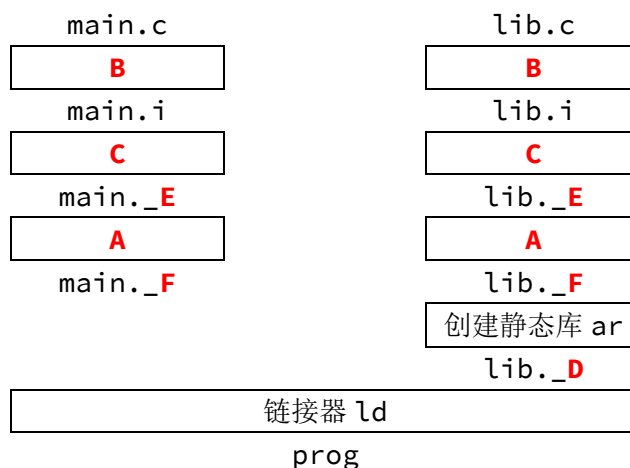 main.c lib.c
B B
main.i lib.i
C C
main._E lib._E
A A
main._F lib._F
创建静态库 ar
lib._D
链接器 ld
prog